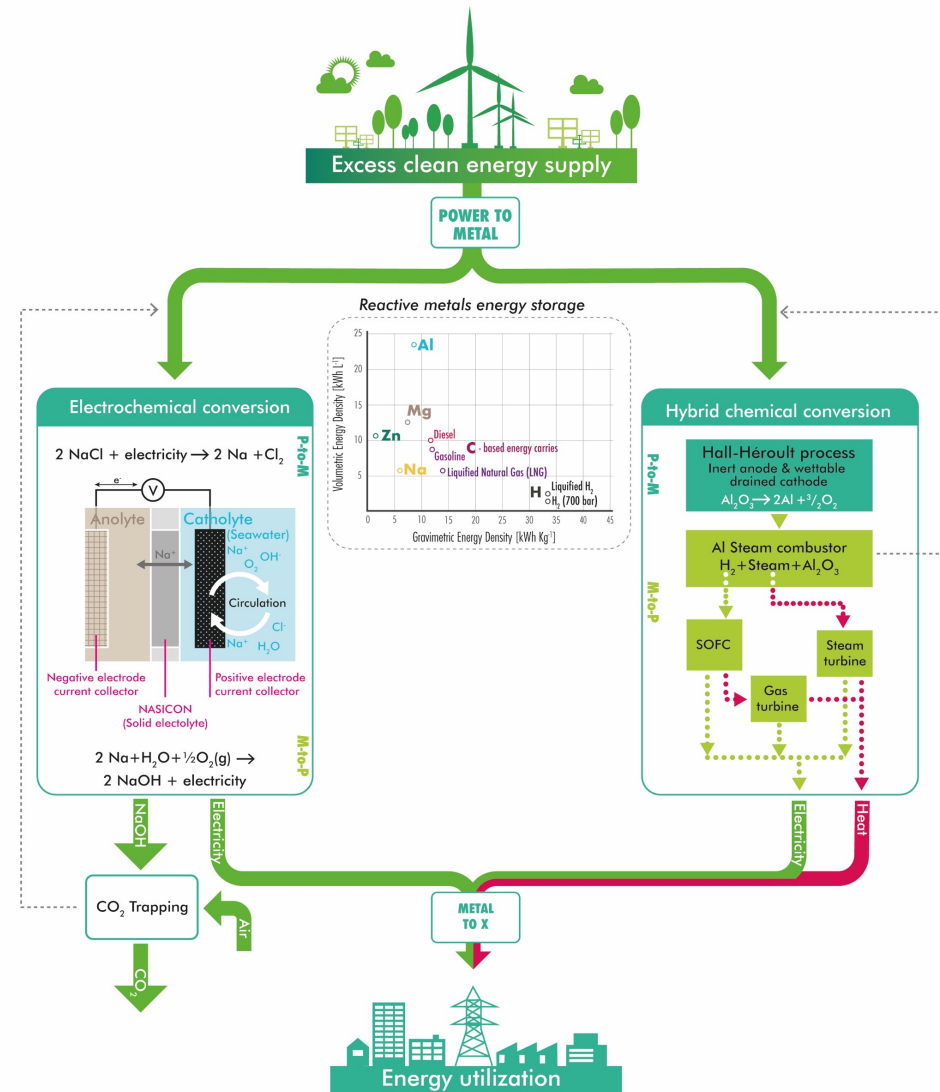 Excess clean energy supply
POWER TO
METAL
Reactive metals energy storage
Volumetric Energy Density [kWh L⁻¹]
25
20
15
10
5
0
Al
Mg
Zn
Diesel
C - based energy carries
Gasoline
Na
Liquified Natural Gas (LNG)
H
Liquified H₂
H₂ (700 bar)
0
5
10
15
20
25
30
35
40
45
Gravimetric Energy Density [kWh Kg⁻¹]
Electrochemical conversion
P-to-M
2 NaCl + electricity → 2 Na +Cl₂
e⁻
V
Anolyte
Catholyte
(Seawater)
Na⁺
Na⁺
OH⁻
O₂
Circulation
Cl⁻
Na⁺
H₂O
Negative electrode
current collector
Positive electrode
current collector
NASICON
(Solid electolyte)
M-to-P
2 Na+H₂O+½O₂(g) →
2 NaOH + electricity
Hybrid chemical conversion
P-to-M
Hall-Héroult process
Inert anode & wettable
drained cathode
Al₂O₃→2Al+³/₂O₂
Al Steam combustor
H₂+Steam+Al₂O₃
M-to-P
SOFC
Steam
turbine
Gas
turbine
NaOH
Electricity
Electricity
Heat
CO₂ Trapping
Air
CO₂
METAL
TO X
Energy utilization